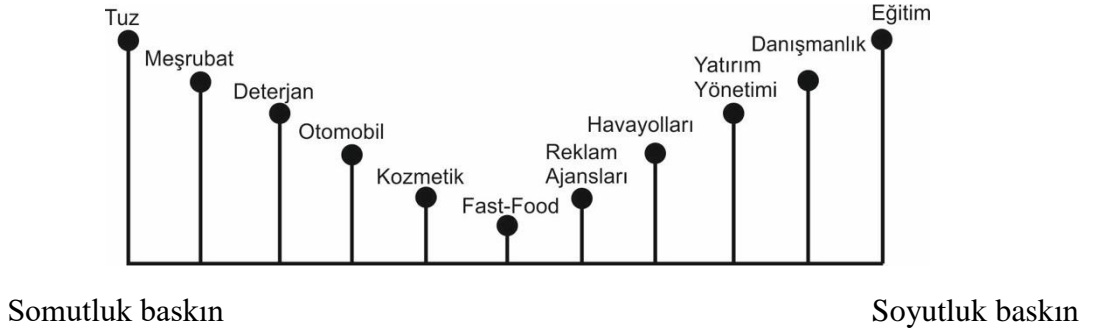 Tuz
Meşrubat
Deterjan
Otomobil
Kozmetik
Fast-Food
Reklam
Ajansları
Havayolları
Yatırım
Yönetimi
Danışmanlık
Eğitim
Somutluk baskın
Soyutluk baskın